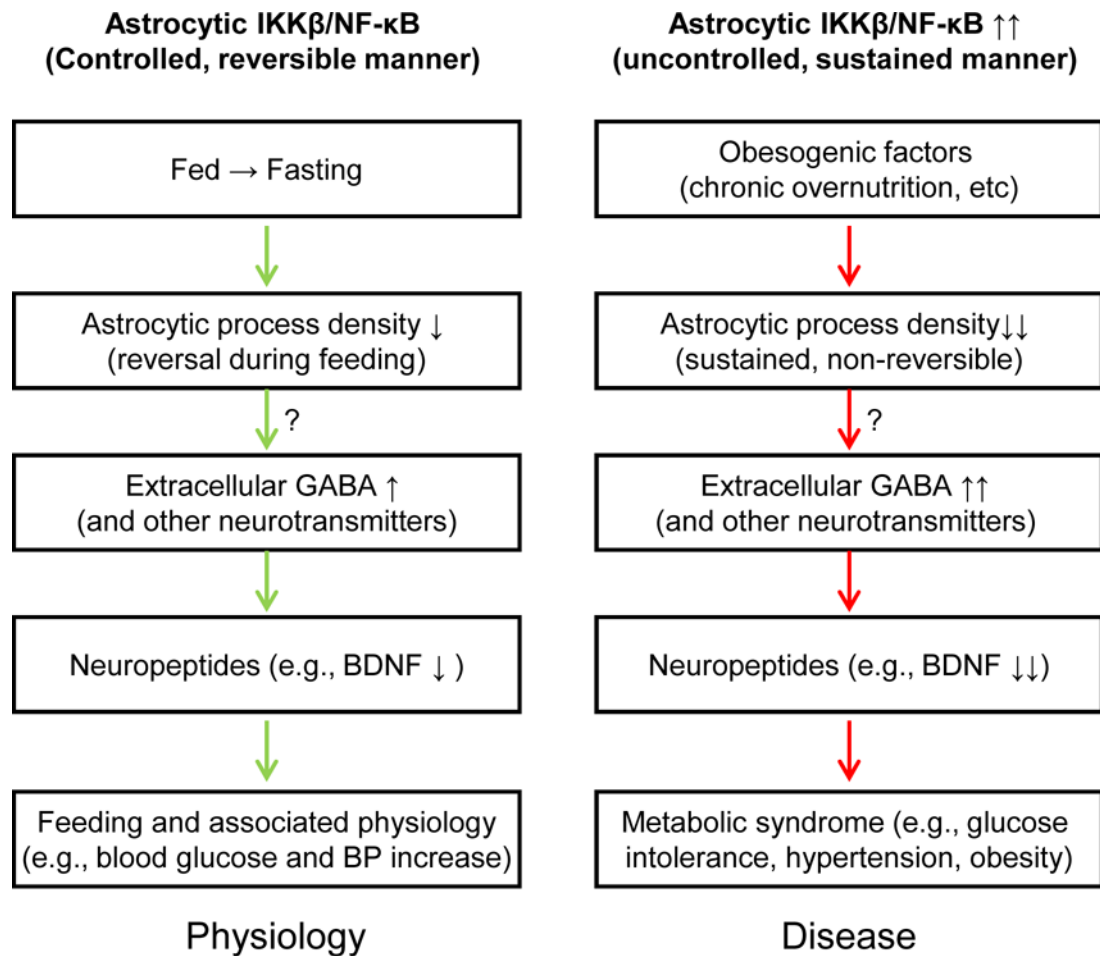 Astrocytic IKKβ/NF-κB
(Controlled, reversible manner)
Fed → Fasting
Astrocytic process density ↓
(reversal during feeding)
?
Extracellular GABA ↑
(and other neurotransmitters)
Neuropeptides (e.g., BDNF ↓ )
Feeding and associated physiology
(e.g., blood glucose and BP increase)
Physiology
Astrocytic IKKβ/NF-κB ↑↑
(uncontrolled, sustained manner)
Obesogenic factors
(chronic overnutrition, etc)
Astrocytic process density↓↓
(sustained, non-reversible)
?
Extracellular GABA ↑↑
(and other neurotransmitters)
Neuropeptides (e.g., BDNF ↓↓)
Metabolic syndrome (e.g., glucose
intolerance, hypertension, obesity)
Disease